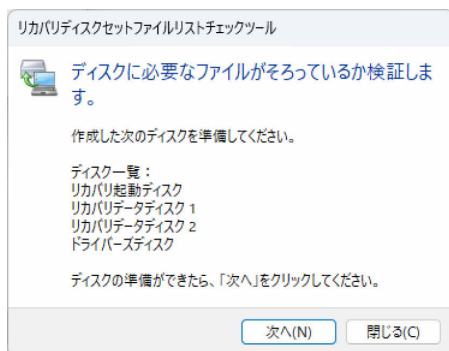 リカバリディスクセットファイルリストチェックツール
ディスクに必要なファイルがそろっているか検証しま
す。
作成した次のディスクを準備してください。
ディスク一覧：
リカバリ起動ディスク
リカバリデータディスク 1
リカバリデータディスク 2
ドライバーズディスク
ディスクの準備ができたら、「次へ」をクリックしてください。
次へ(N)
閉じる(C)